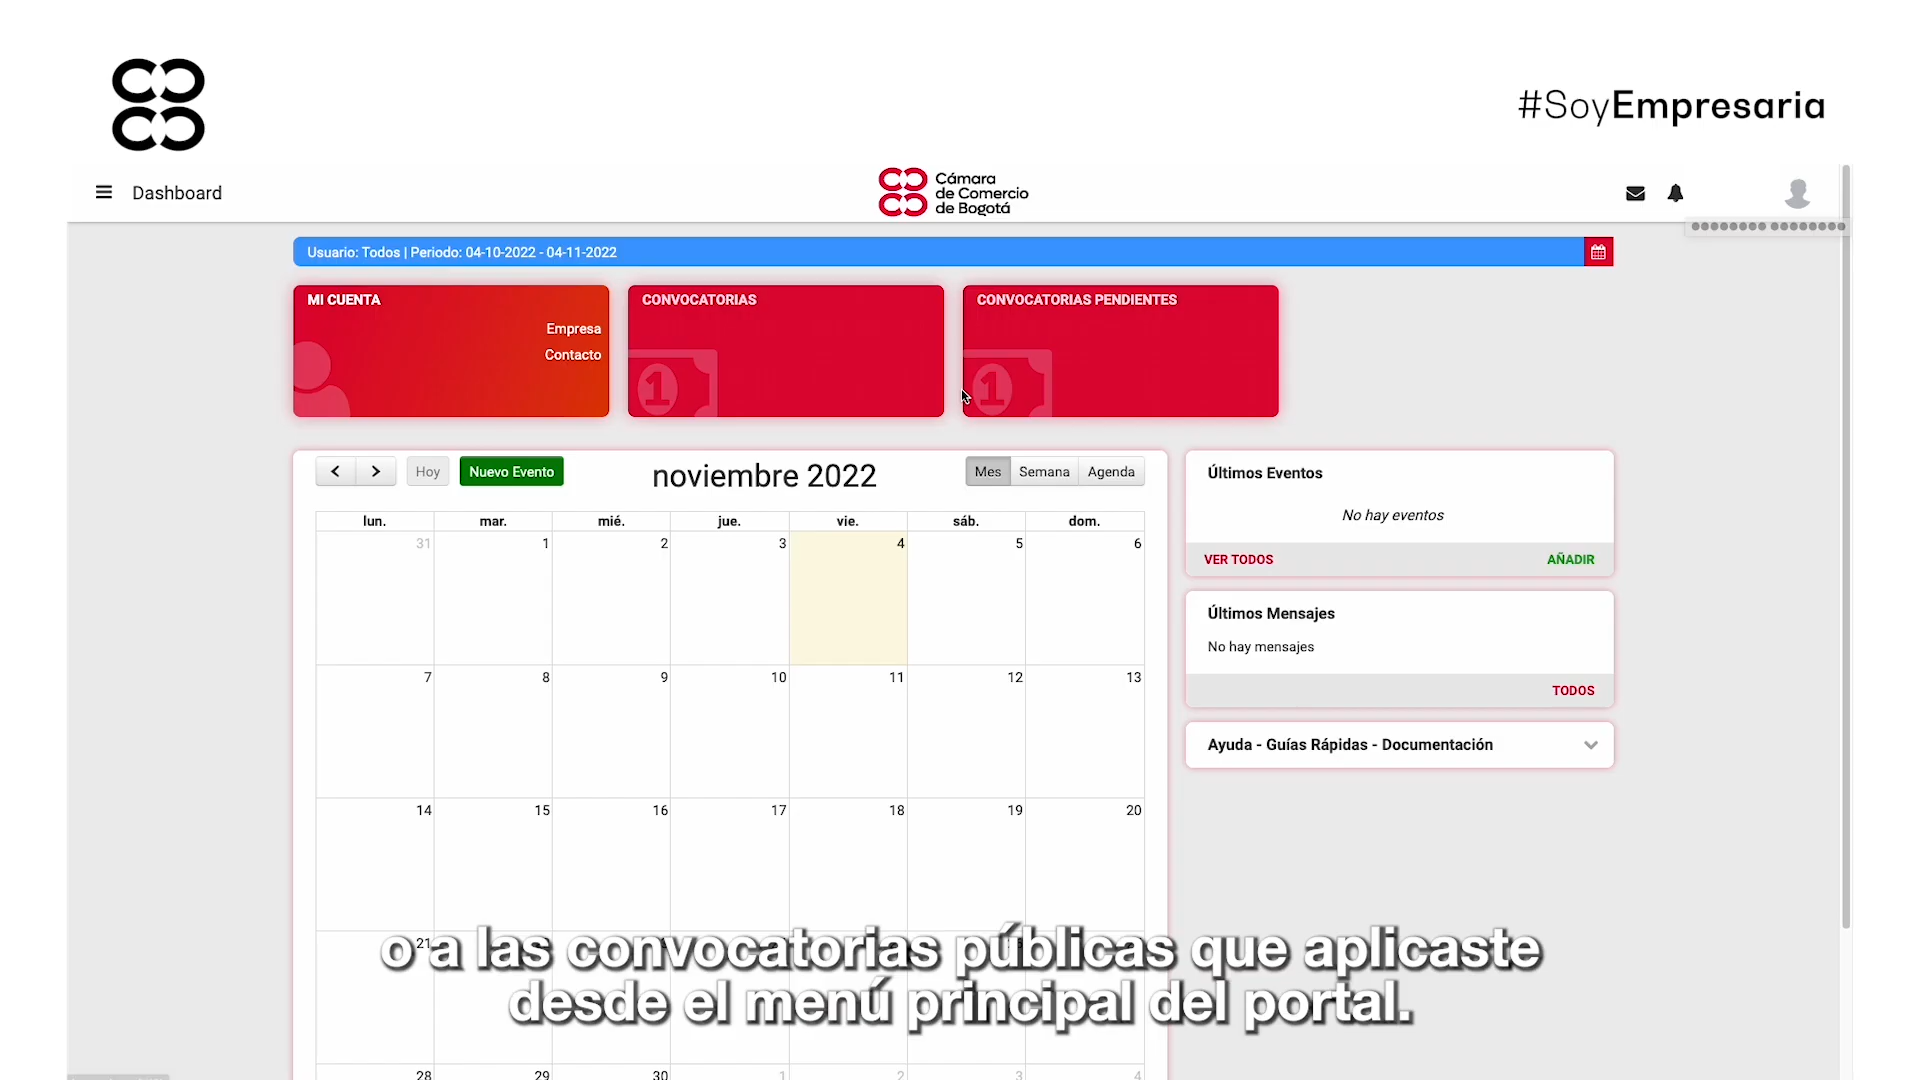 #SoyEmpresaria
Dashboard
Cámara
de Comercio
de Bogotá
Usuario: Todos | Periodo: 04-10-2022 - 04-11-2022
MI CUENTA
Empresa
Contacto
CONVOCATORIAS
1
CONVOCATORIAS PENDIENTES
1
Hoy
Nuevo Evento
noviembre 2022
Mes
Semana
Agenda
lun. mar. mié. jue. vie. sáb. dom.
31 1 2 3 4 5 6
7 8 9 10 11 12 13
14 15 16 17 18 19 20
21
28 29 30 1 2 3 4
Últimos Eventos
No hay eventos
VER TODOS
AÑADIR
Últimos Mensajes
No hay mensajes
TODOS
Ayuda - Guías Rápidas - Documentación
o a las convocatorias públicas que aplicaste
desde el menú principal del portal.